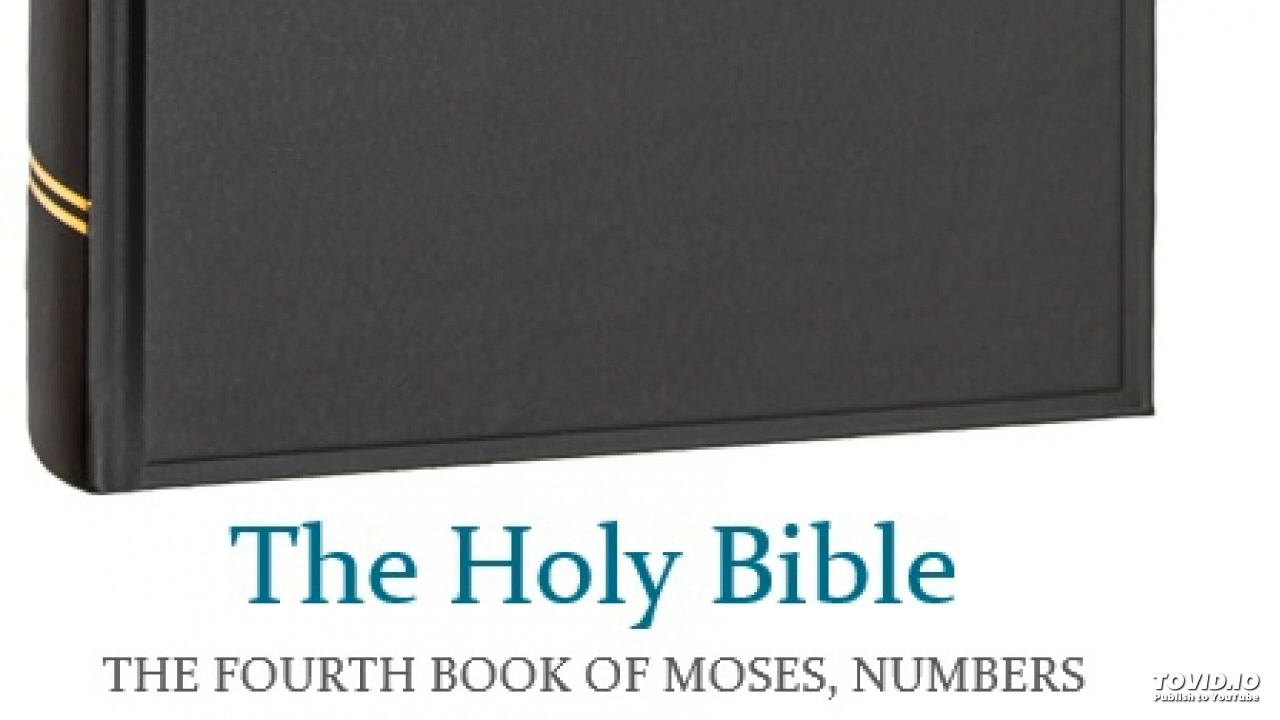 The Holy Bible
THE FOURTH BOOK OF MOSES, NUMBERS
TOVID.IO
Publish to YouTube